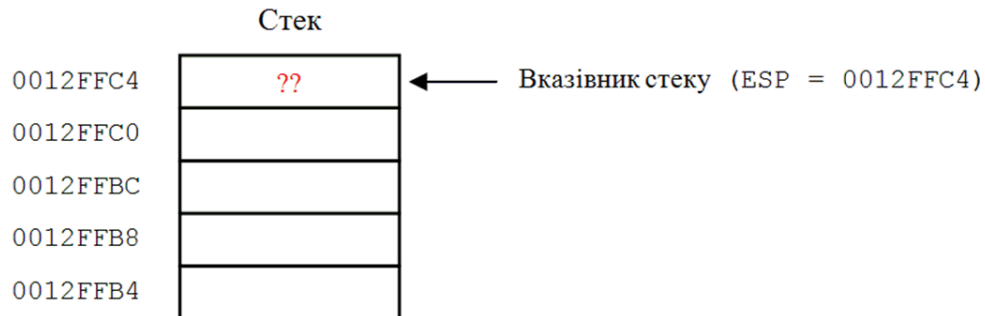 Стек
0012FFC4 ?? Вказівник стеку (ESP = 0012FFC4)
0012FFC0
0012FFBC
0012FFB8
0012FFB4